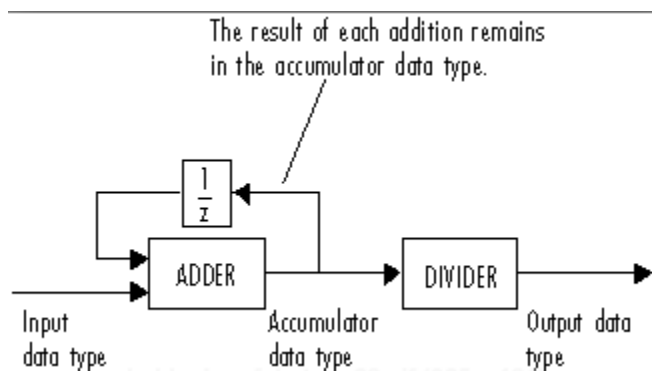 The result of each addition remains
in the accumulator data type.
1
z
ADDER
DIVIDER
Input
data type
Accumulator
data type
Output data
type